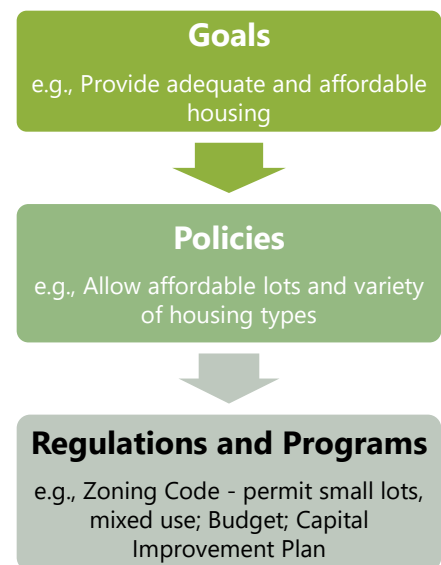 Goals
e.g., Provide adequate and affordable
housing
Policies
e.g., Allow affordable lots and variety
of housing types
Regulations and Programs
e.g., Zoning Code - permit small lots,
mixed use; Budget; Capital
Improvement Plan